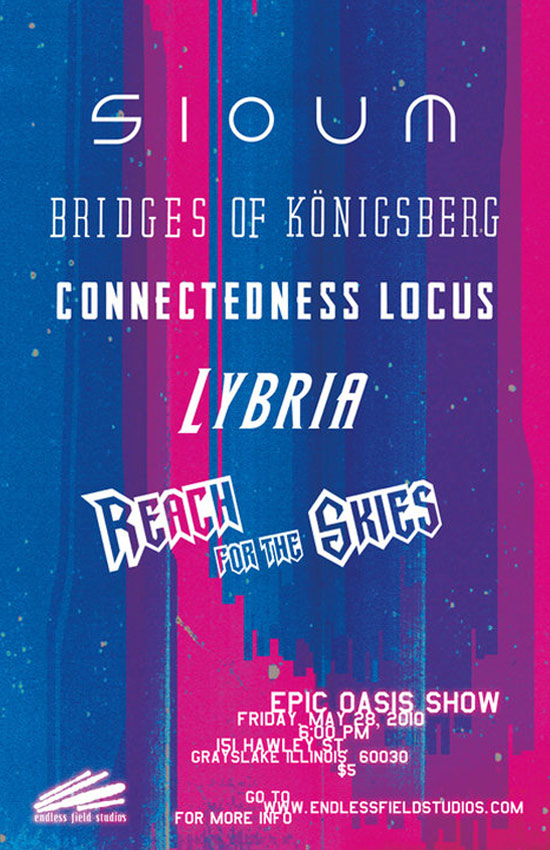 SIOUM
BRIDGES OF KÖNIGSBERG
CONNECTEDNESS LOCUS
LYBRIA
REACH
FOR THE
SKIES
EPIC OASIS SHOW
FRIDAY, MAY 28, 2010
6:00 PM
151 HAWLEY ST.
GRAYSLAKE ILLINOIS, 60030
$5
GO TO
WWW.ENDLESSFIELDSTUDIOS.COM
FOR MORE INFO
endless field studios